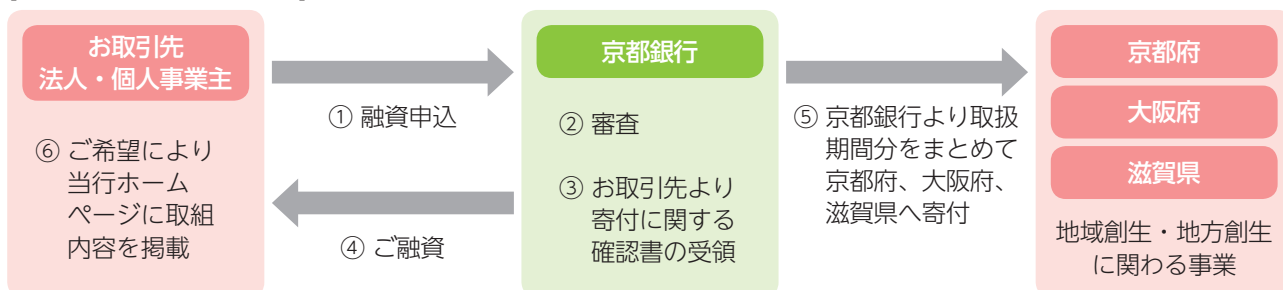 お取引先
法人・個人事業主
⑥ ご希望により
当行ホーム
ページに取組
内容を掲載
① 融資申込
④ ご融資
京都銀行
② 審査
③ お取引先より
寄付に関する
確認書の受領
⑤ 京都銀行より取扱
期間分をまとめて
京都府、大阪府、
滋賀県へ寄付
京都府
大阪府
滋賀県
地域創生・地方創生
に関わる事業